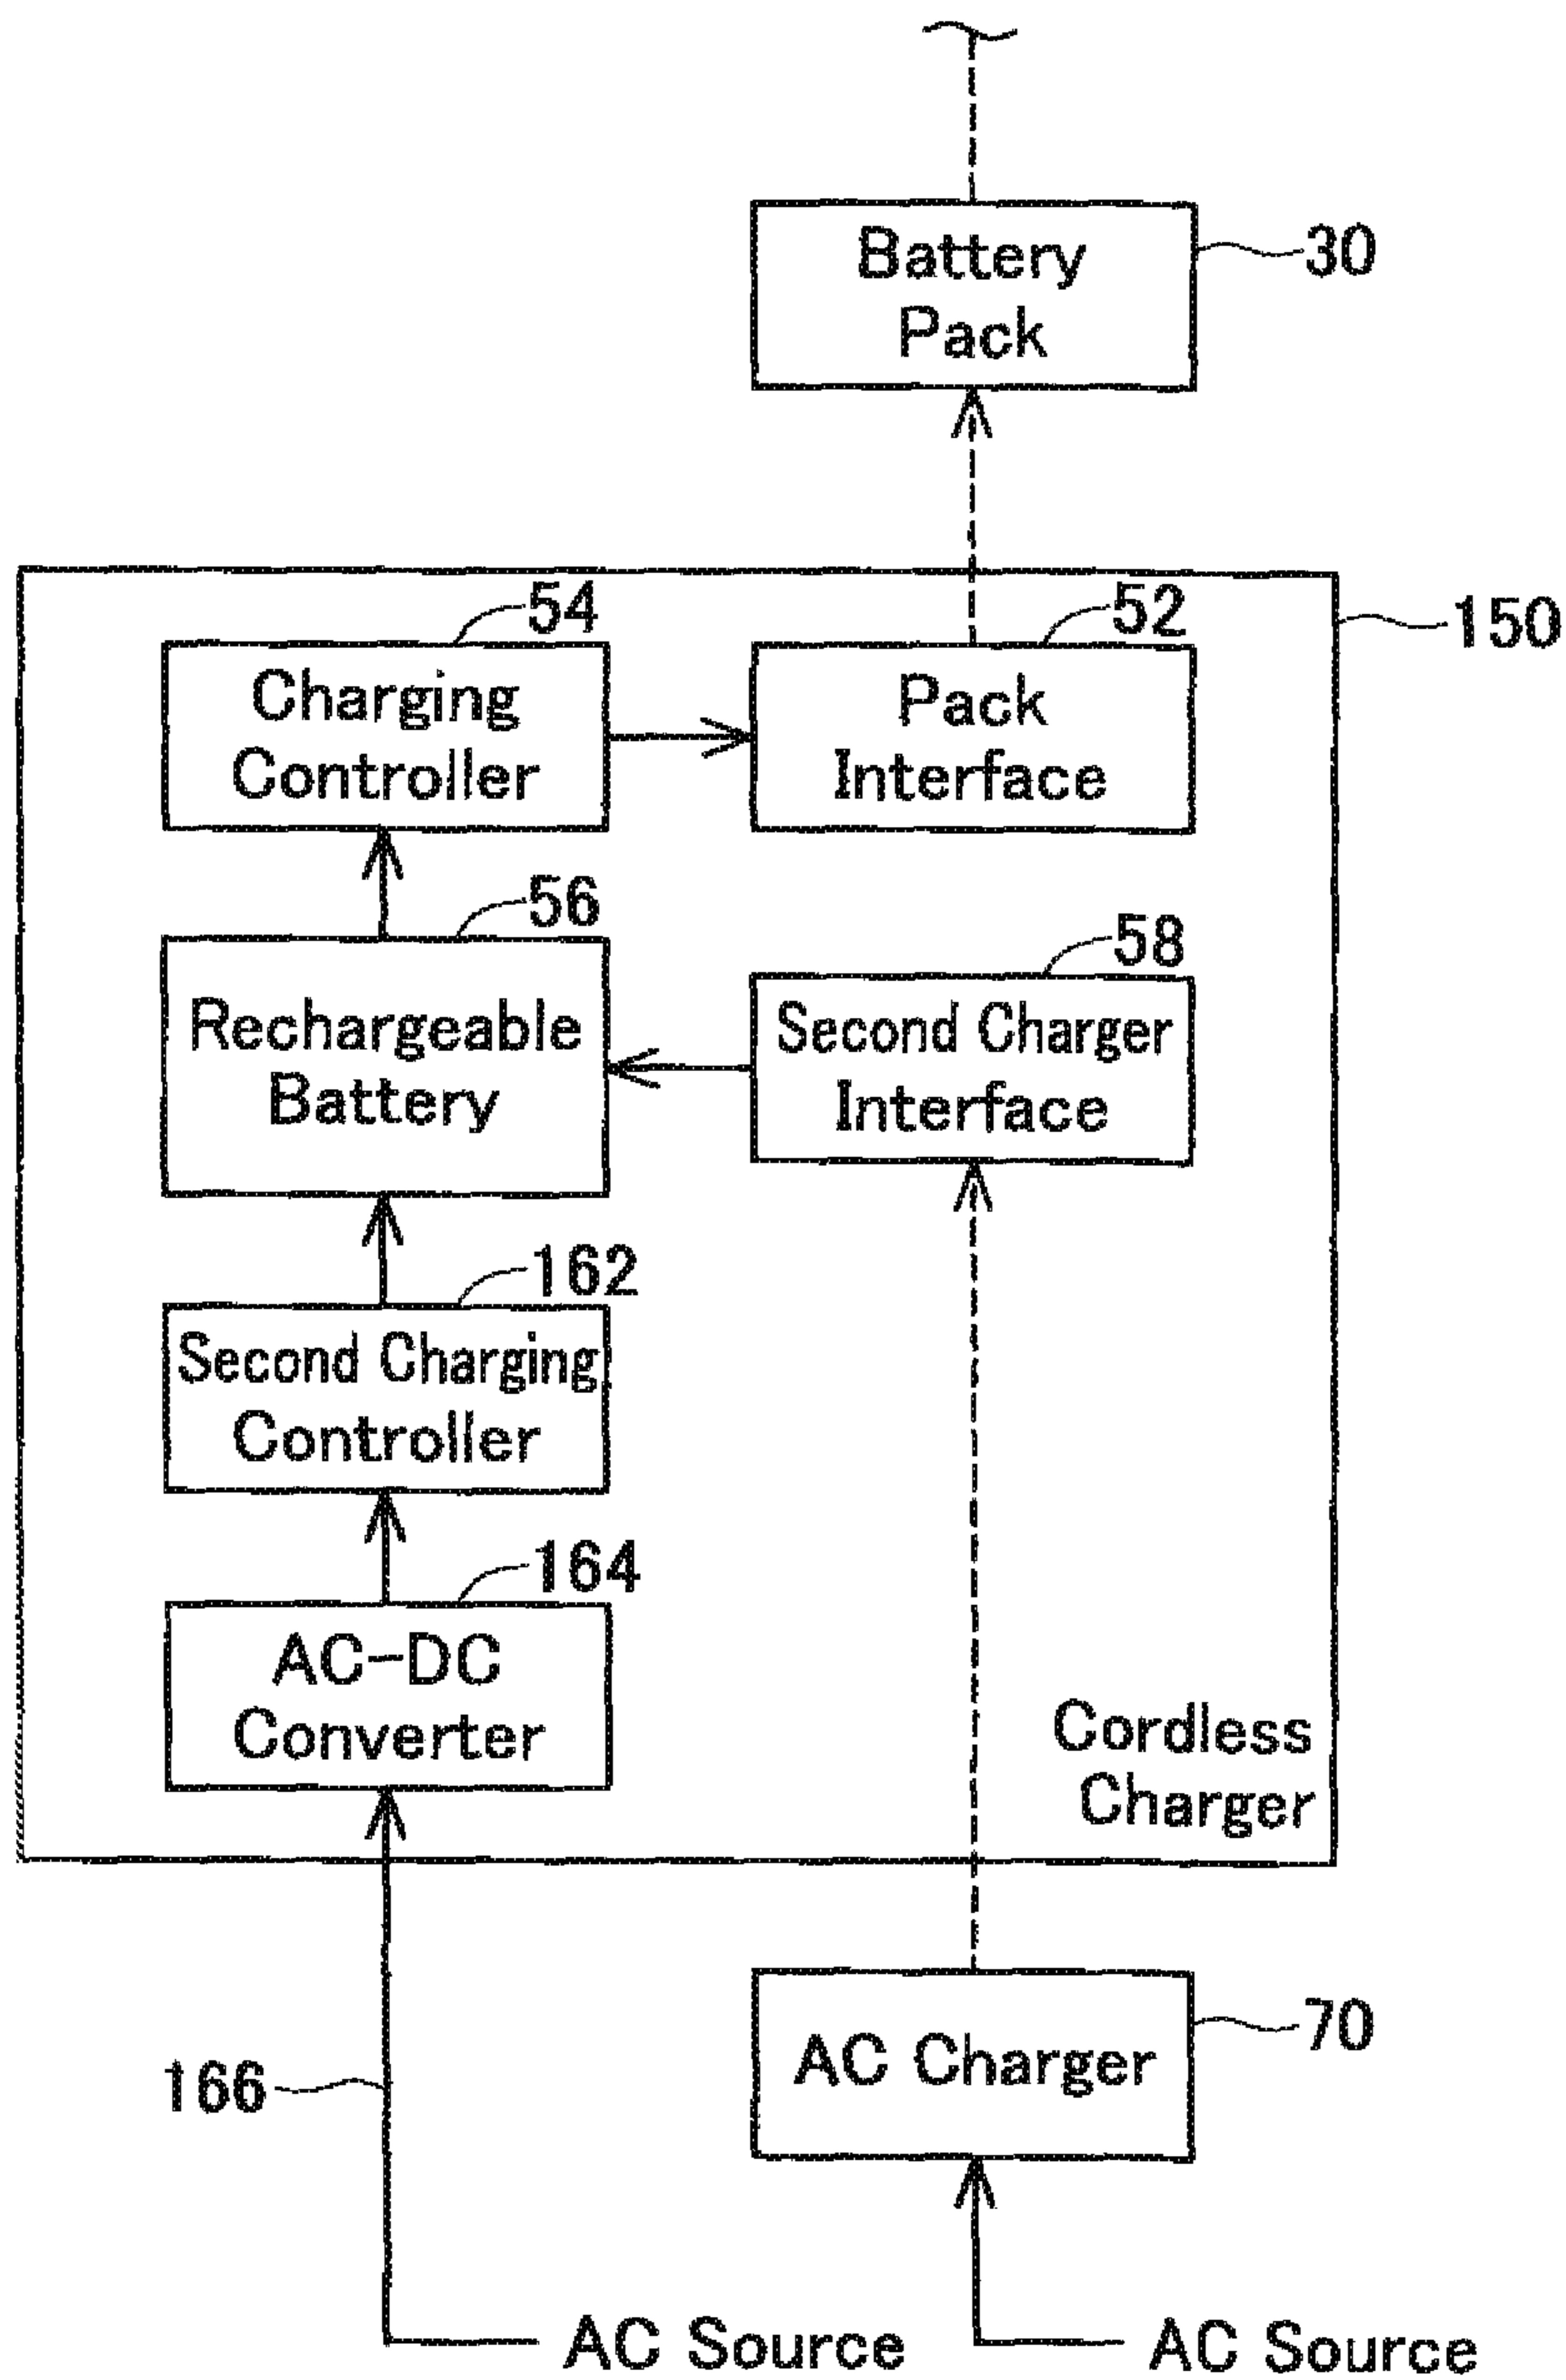 Battery
Pack
30
150
54
52
Charging
Controller
Pack
Interface
56
58
Rechargeable
Battery
Second Charger
Interface
162
Second Charging
Controller
164
AC-DC
Converter
Cordless
Charger
70
AC Charger
166
AC Source
AC Source